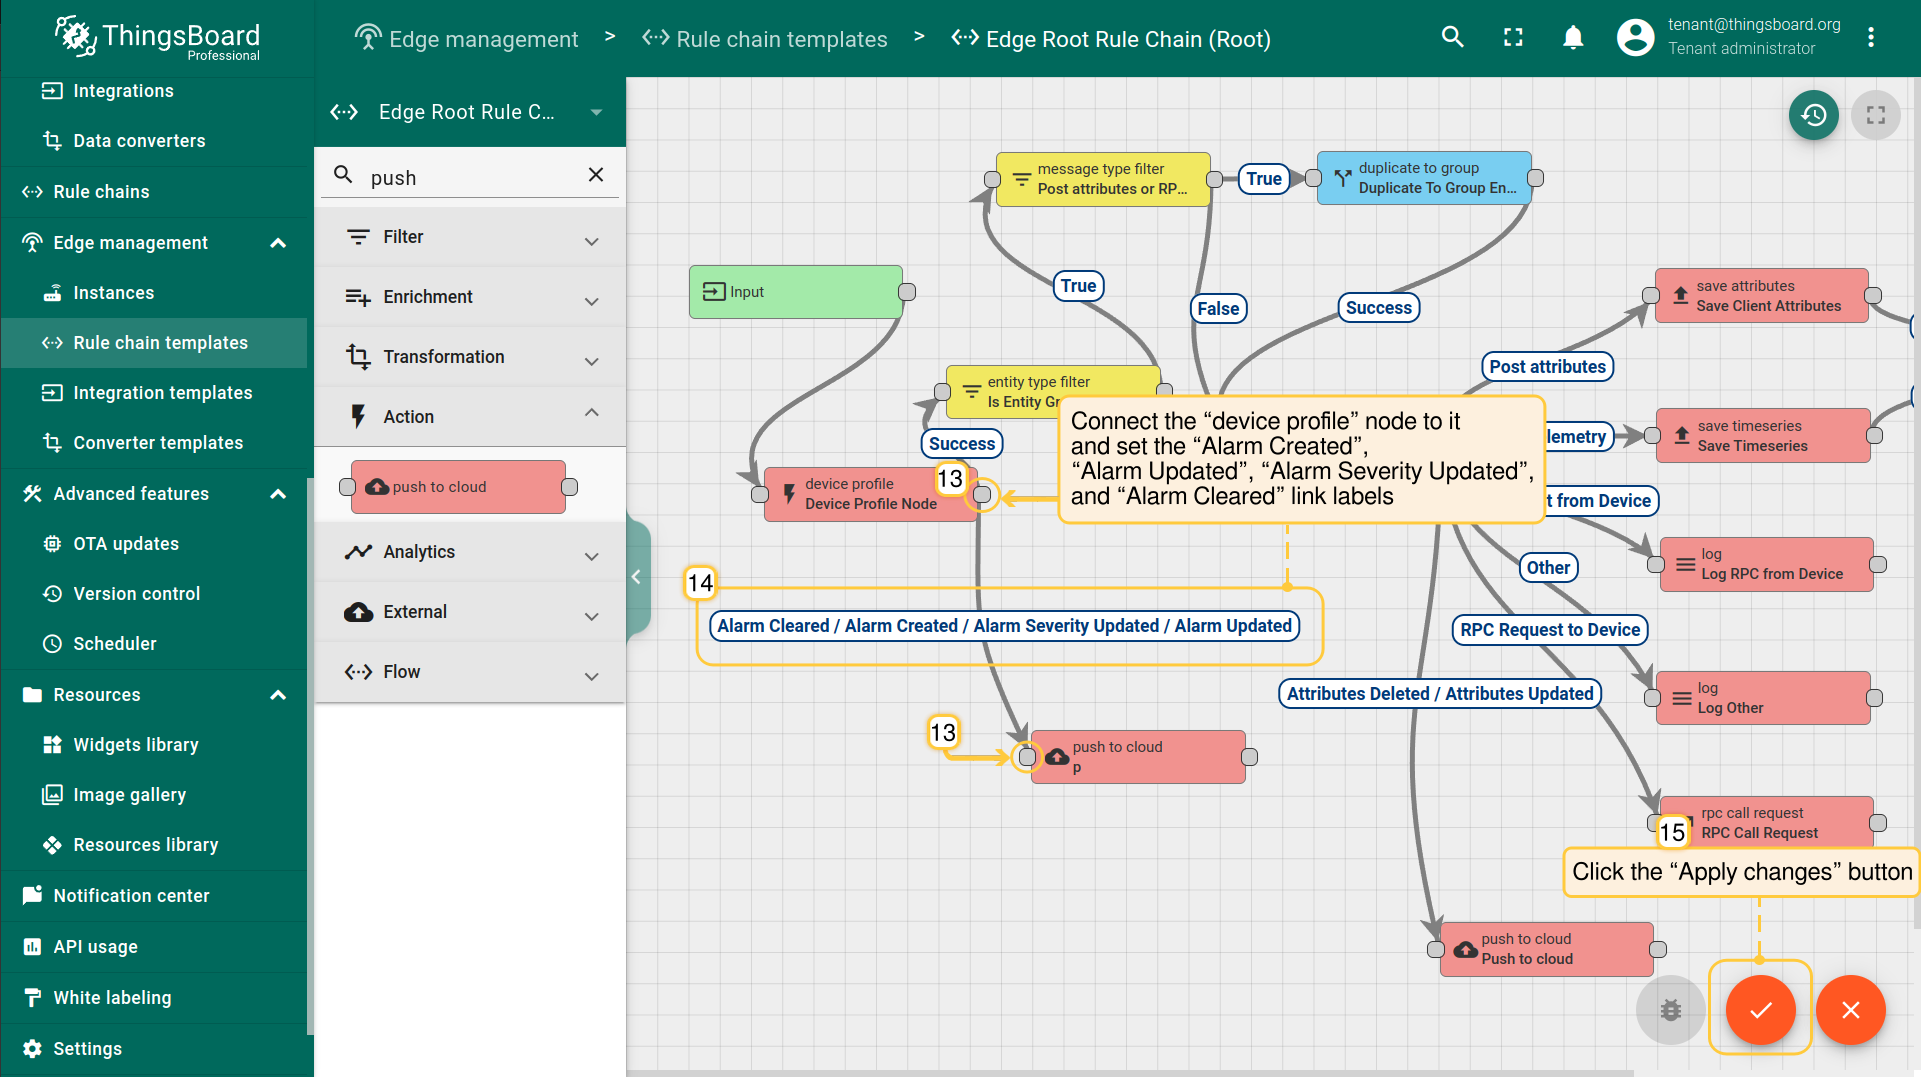 ThingsBoard
Professional
Edge management > Rule chain templates > Edge Root Rule Chain (Root)
tenant@thingsboard.org
Tenant administrator
Integrations
Data converters
Rule chains
Edge management
Instances
Rule chain templates
Integration templates
Converter templates
Advanced features
OTA updates
Version control
Scheduler
Resources
Widgets library
Image gallery
Resources library
Notification center
API usage
White labeling
Settings
Edge Root Rule C...
push
Filter
Enrichment
Transformation
Action
push to cloud
Analytics
External
Flow
message type filter
Post attributes or RP...
True
duplicate to group
Duplicate To Group En...
Input
True
False
Success
save attributes
Save Client Attributes
Post attributes
entity type filter
Is Entity Gr
Success
Connect the “device profile” node to it
and set the “Alarm Created”,
“Alarm Updated”, “Alarm Severity Updated”,
and “Alarm Cleared” link labels
lemetry
save timeseries
Save Timeseries
13
device profile
Device Profile Node
t from Device
log
Log RPC from Device
Other
14
Alarm Cleared / Alarm Created / Alarm Severity Updated / Alarm Updated
RPC Request to Device
Attributes Deleted / Attributes Updated
log
Log Other
13
push to cloud
p
rpc call request
RPC Call Request
15
Click the “Apply changes” button
push to cloud
Push to cloud